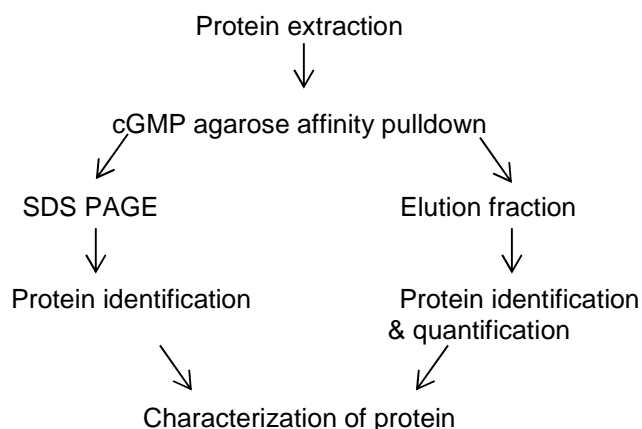 Protein extraction
cGMP agarose affinity pulldown
SDS PAGE
Elution fraction
Protein identification
Protein identification
& quantification
Characterization of protein